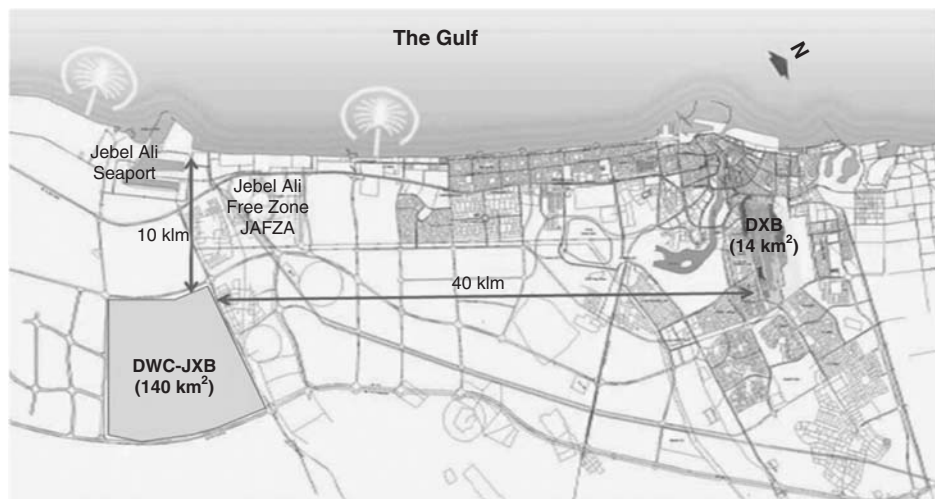 The Gulf
N
Jebel Ali
Seaport
Jebel Ali
Free Zone
JAFZA
10 klm
DXB
(14 km²)
40 klm
DWC-JXB
(140 km²)